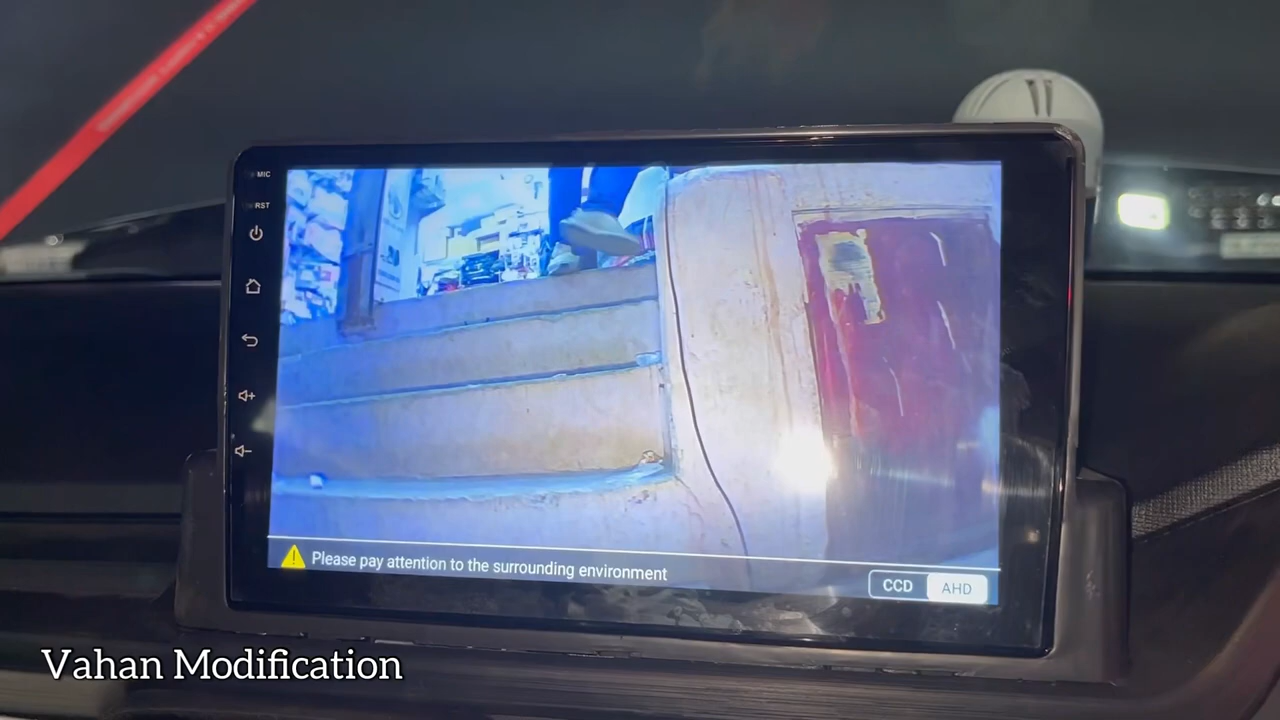 MIC
RST
Please pay attention to the surrounding environment
CCD AHD
Vahan Modification